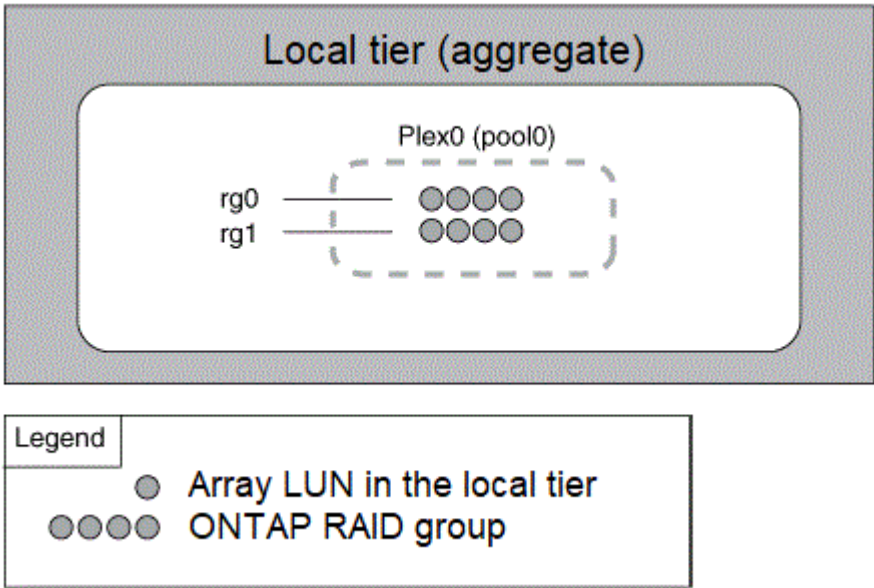 Local tier (aggregate)
Plex0 (pool0)
rg0
rg1
Legend
Array LUN in the local tier
ONTAP RAID group